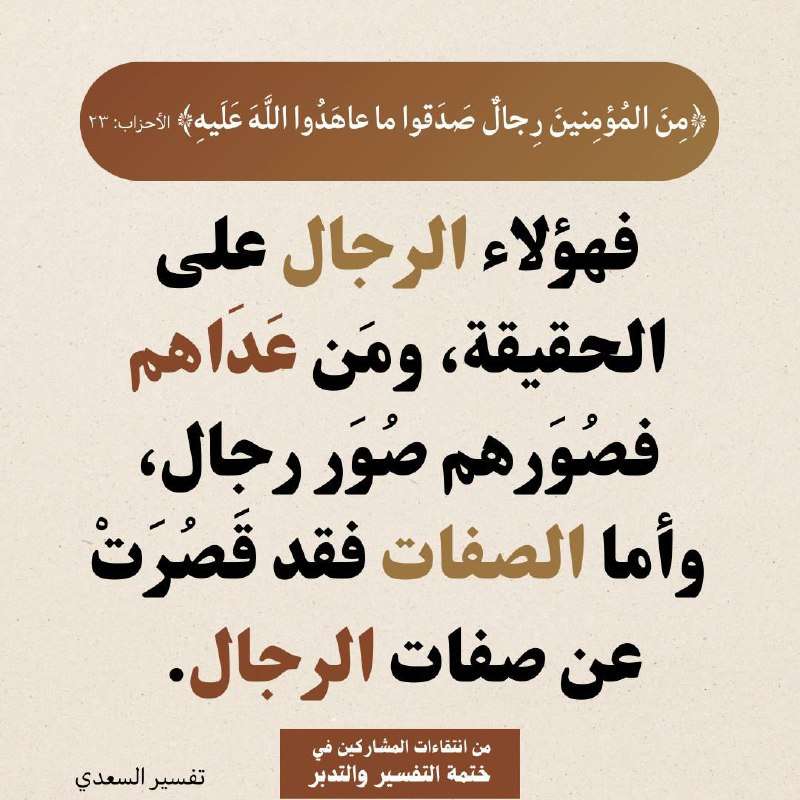 ﴿مِنَ المُؤمِنينَ رِجالٌ صَدَقوا ما عاهَدُوا اللَّهَ عَلَيهِ﴾ الأحزاب: ٢٣
فهؤلاء الرجال على
الحقيقة، ومَن عَدَاهم
فصُوَرهم صُوَر رجال،
وأما الصفات فقد قَصُرَتْ
عن صفات الرجال.
من انتقاءات المشاركين في
ختمة التفسير والتدبر
تفسير السعدي